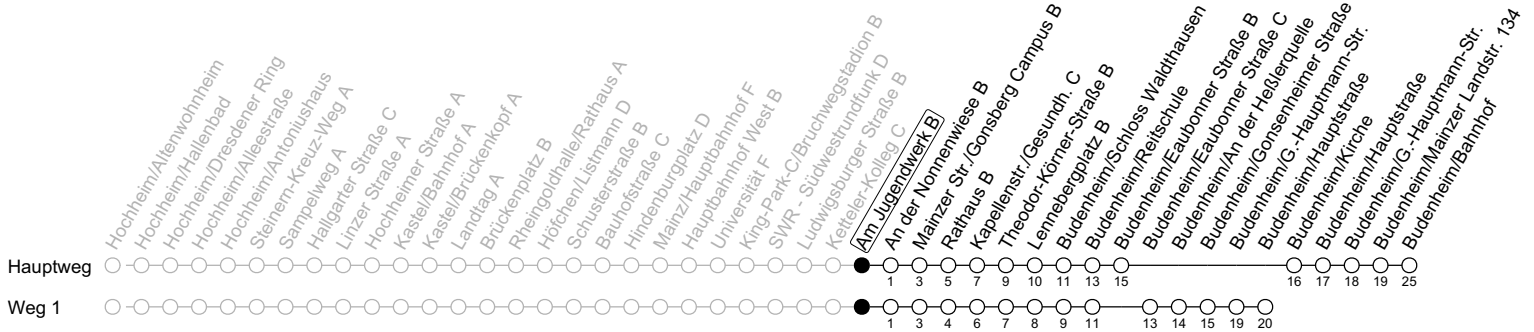 Hochheim/Altenwohnheim
Hochheim/Hallenbad
Hochheim/Dresdener Ring
Hochheim/Alleestraße
Hochheim/Antoniushaus
Steinern-Kreuz-Weg A
Sampelweg A
Hallgarter Straße C
Linzer Straße A
Hochheimer Straße A
Kastel/Bahnhof A
Kastel/Brückenkopf A
Landtag A
Brückenplatz B
Rheingoldhalle/Rathaus A
Höfchen/Listmann D
Schusterstraße B
Bauhofstraße C
Hindenburgplatz D
Mainz/Hauptbahnhof F
Hauptbahnhof West B
Universität F
King-Park-C/Bruchwegstadion B
SWR - Südwestrundfunk D
Ludwigsburger Straße B
Ketteler-Kolleg C
Am Jugendwerk B
An der Nonnenwiese B
Mainzer Str./Gonsberg Campus B
Rathaus B
Kapellenstr./Gesundh. C
Theodor-Körner-Straße B
Lennebergplatz B
Budenheim/Schloss Waldthausen
Budenheim/Reitschule
Budenheim/Eaubonner Straße B
Budenheim/Eaubonner Straße C
Budenheim/An der Heßlerquelle
Budenheim/Gonsenheimer Straße
Budenheim/G.-Hauptmann-Str.
Budenheim/Hauptstraße
Budenheim/Kirche
Budenheim/Hauptstraße
Budenheim/G.-Hauptmann-Str.
Budenheim/Mainzer Landstr. 134
Budenheim/Bahnhof
Hauptweg
1 3 5 7 9 10 11 13 15 16 17 18 19 25
Weg 1
1 3 4 6 7 8 9 11 13 14 15 19 20